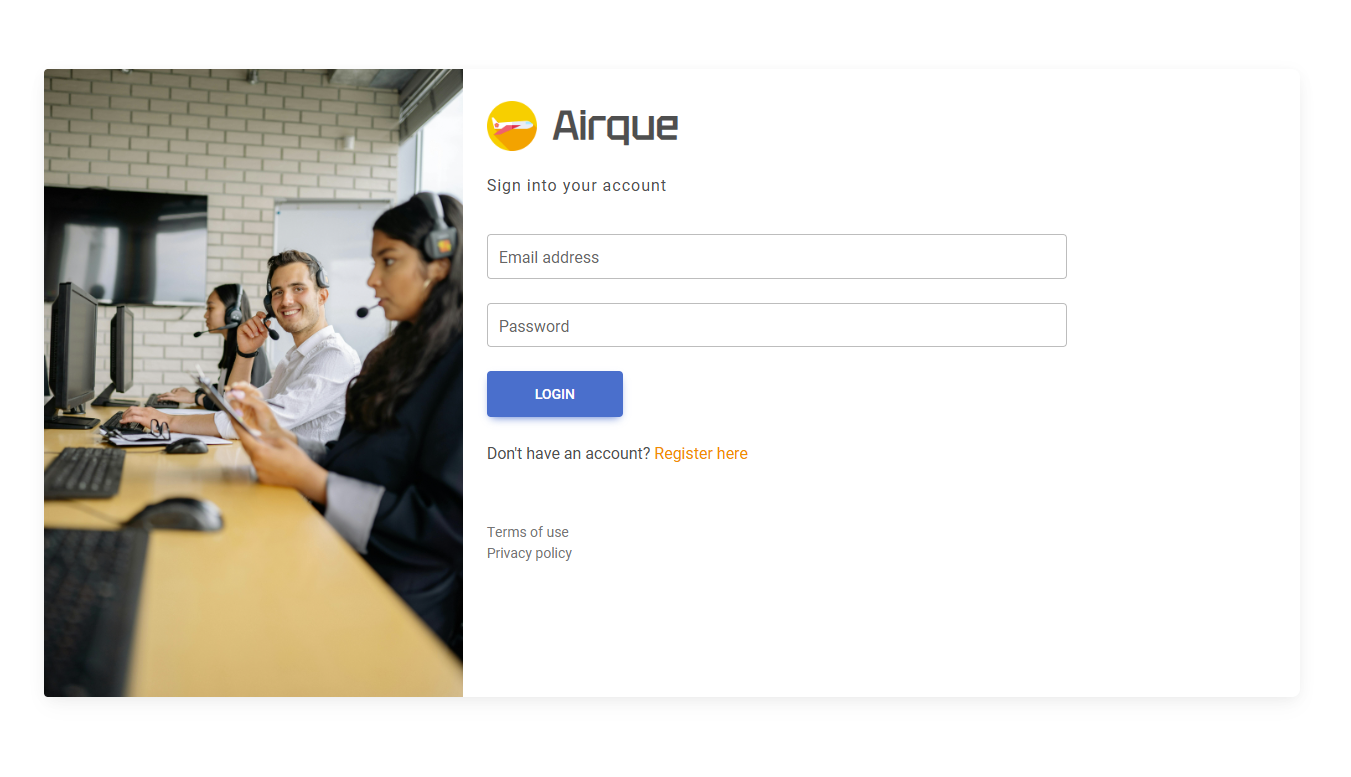 Airque
Sign into your account
Email address
Password
LOGIN
Don't have an account? Register here
Terms of use
Privacy policy